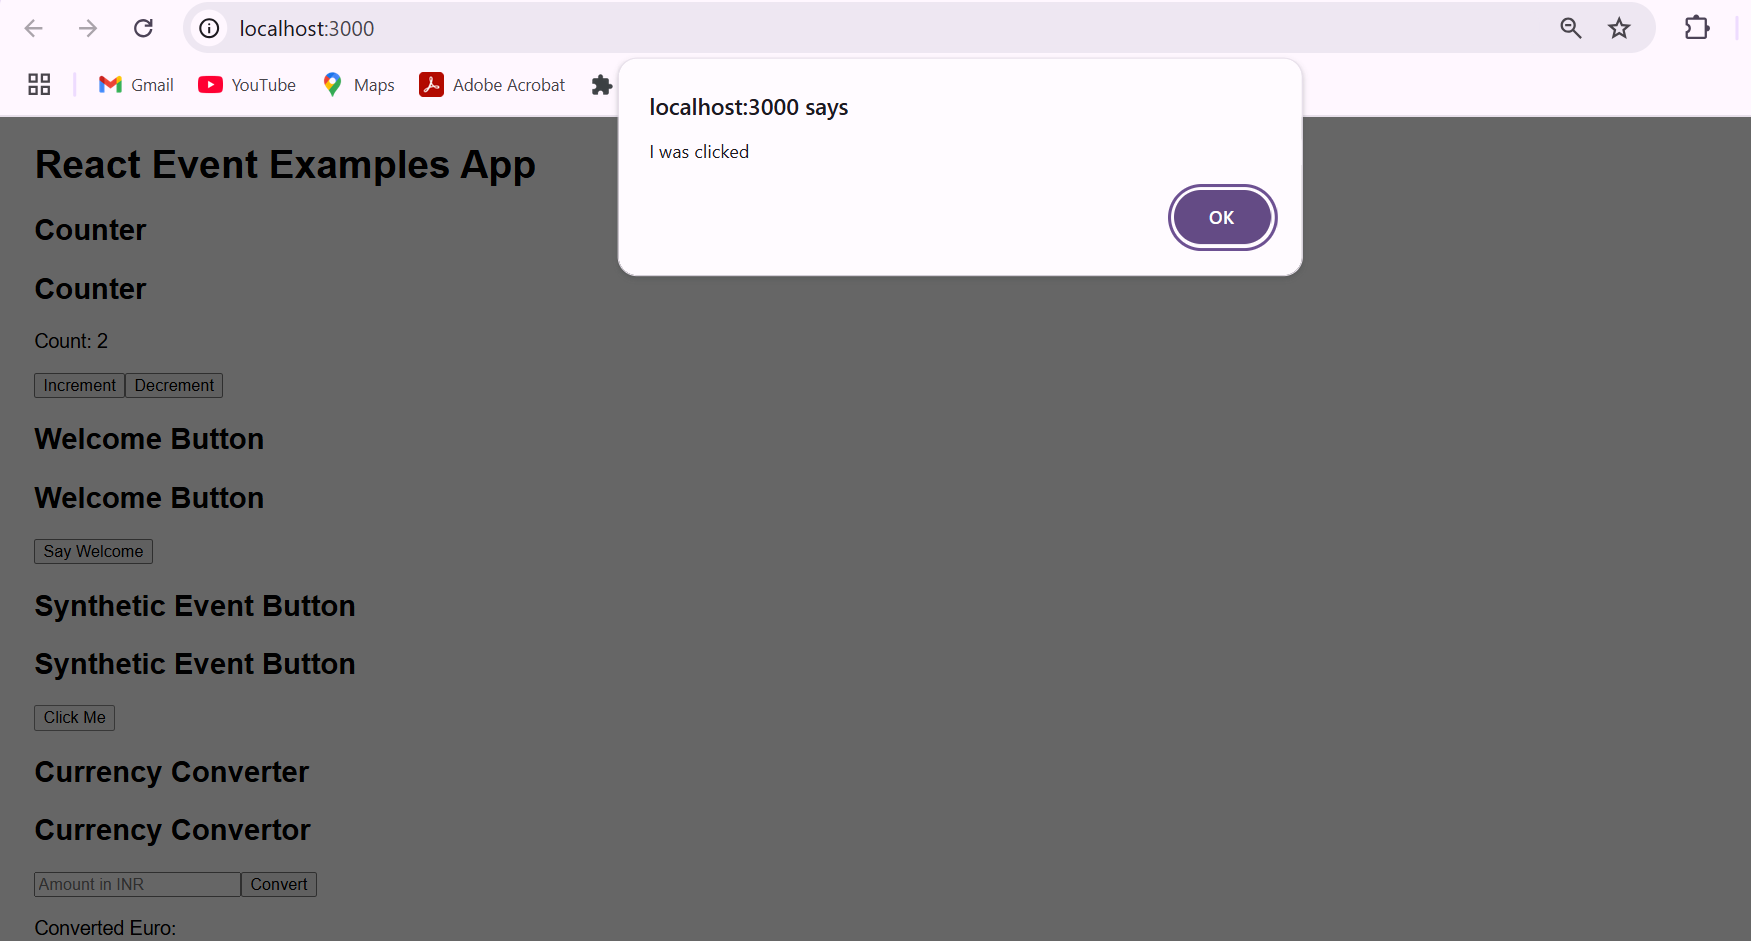 localhost:3000
Gmail YouTube Maps Adobe Acrobat
localhost:3000 says
I was clicked
OK
React Event Examples App
Counter
Counter
Count: 2
Increment Decrement
Welcome Button
Welcome Button
Say Welcome
Synthetic Event Button
Synthetic Event Button
Click Me
Currency Converter
Currency Convertor
Amount in INR Convert
Converted Euro: